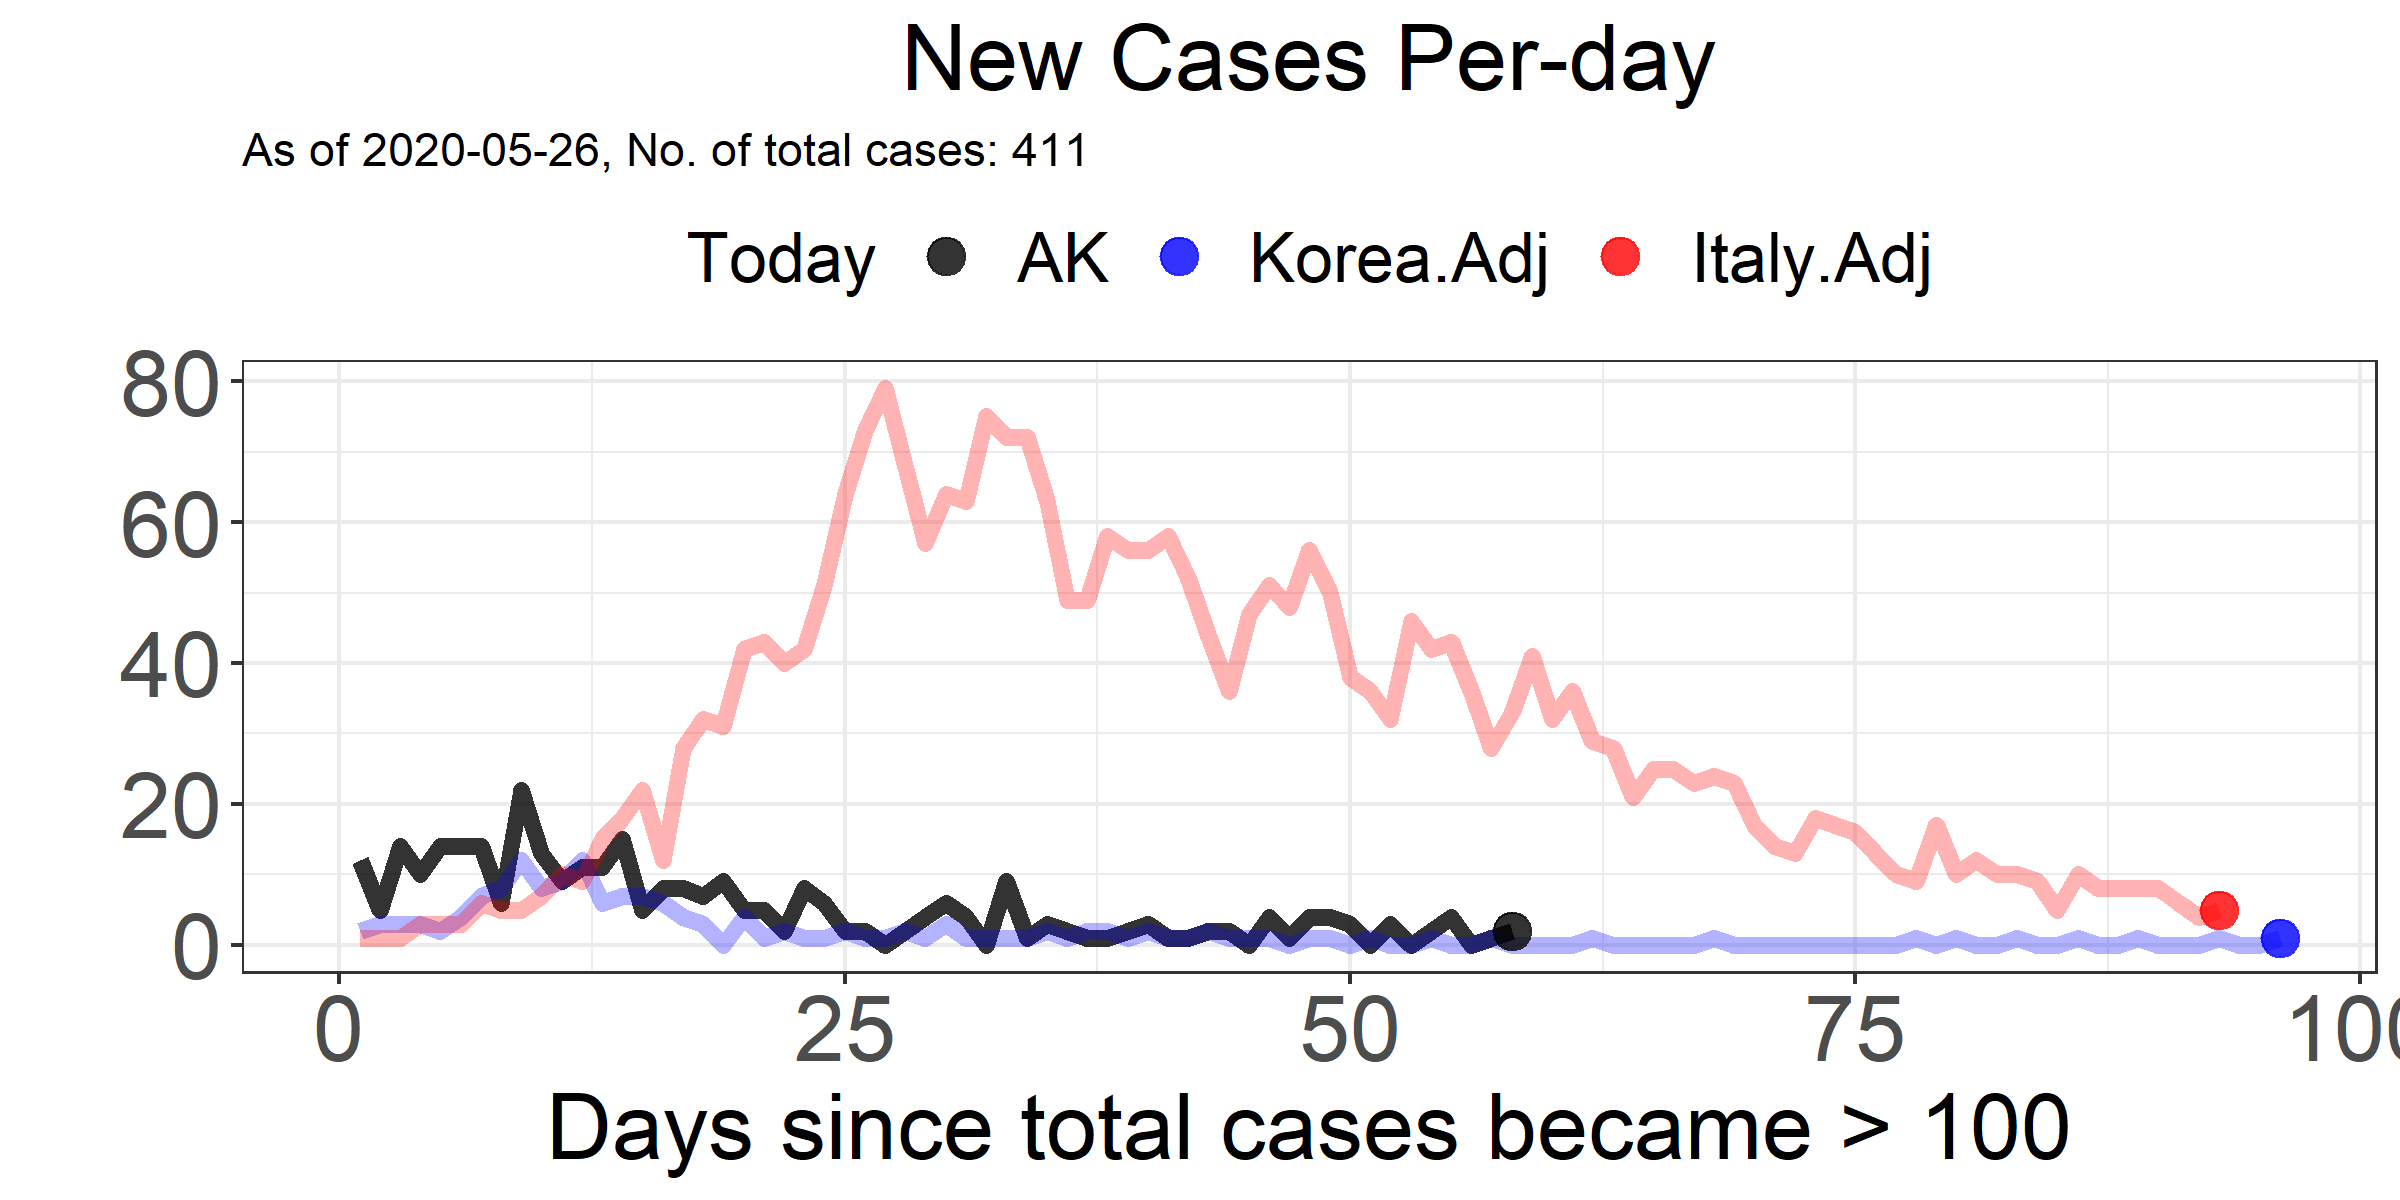 New Cases Per-day
As of 2020-05-26, No. of total cases: 411
Today AK Korea.Adj Italy.Adj
80
60
40
20
0
0 25 50 75 100
Days since total cases became > 100